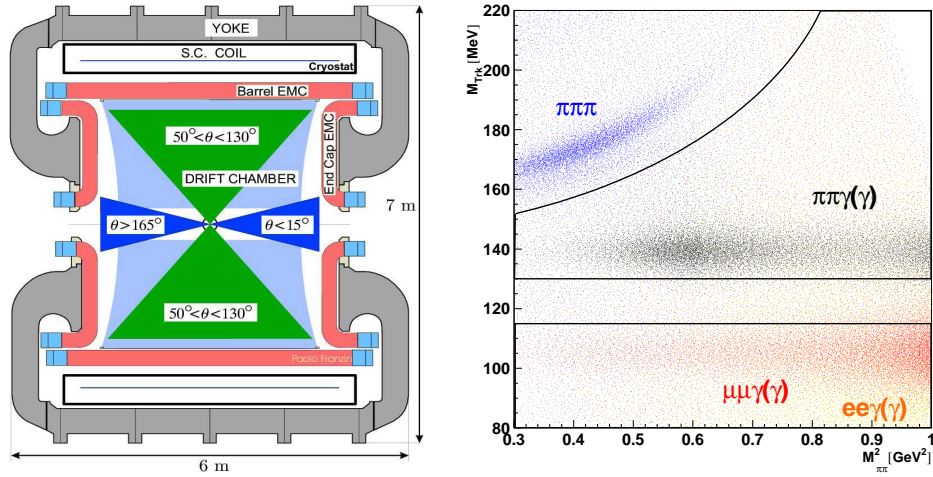 YOKE
S.C. COIL
Cryostat
Barrel EMC
50°<θ<130°
End Cap EMC
DRIFT CHAMBER
θ>165°
θ<15°
7 m
50°<θ<130°
Paolo Franzin
6 m
M_Trk [MeV]
220
200
180
160
140
120
100
80
πππ
ππγ(γ)
μμγ(γ)
eeγ(γ)
0.3 0.4 0.5 0.6 0.7 0.8 0.9 1
M²_ππ [GeV²]